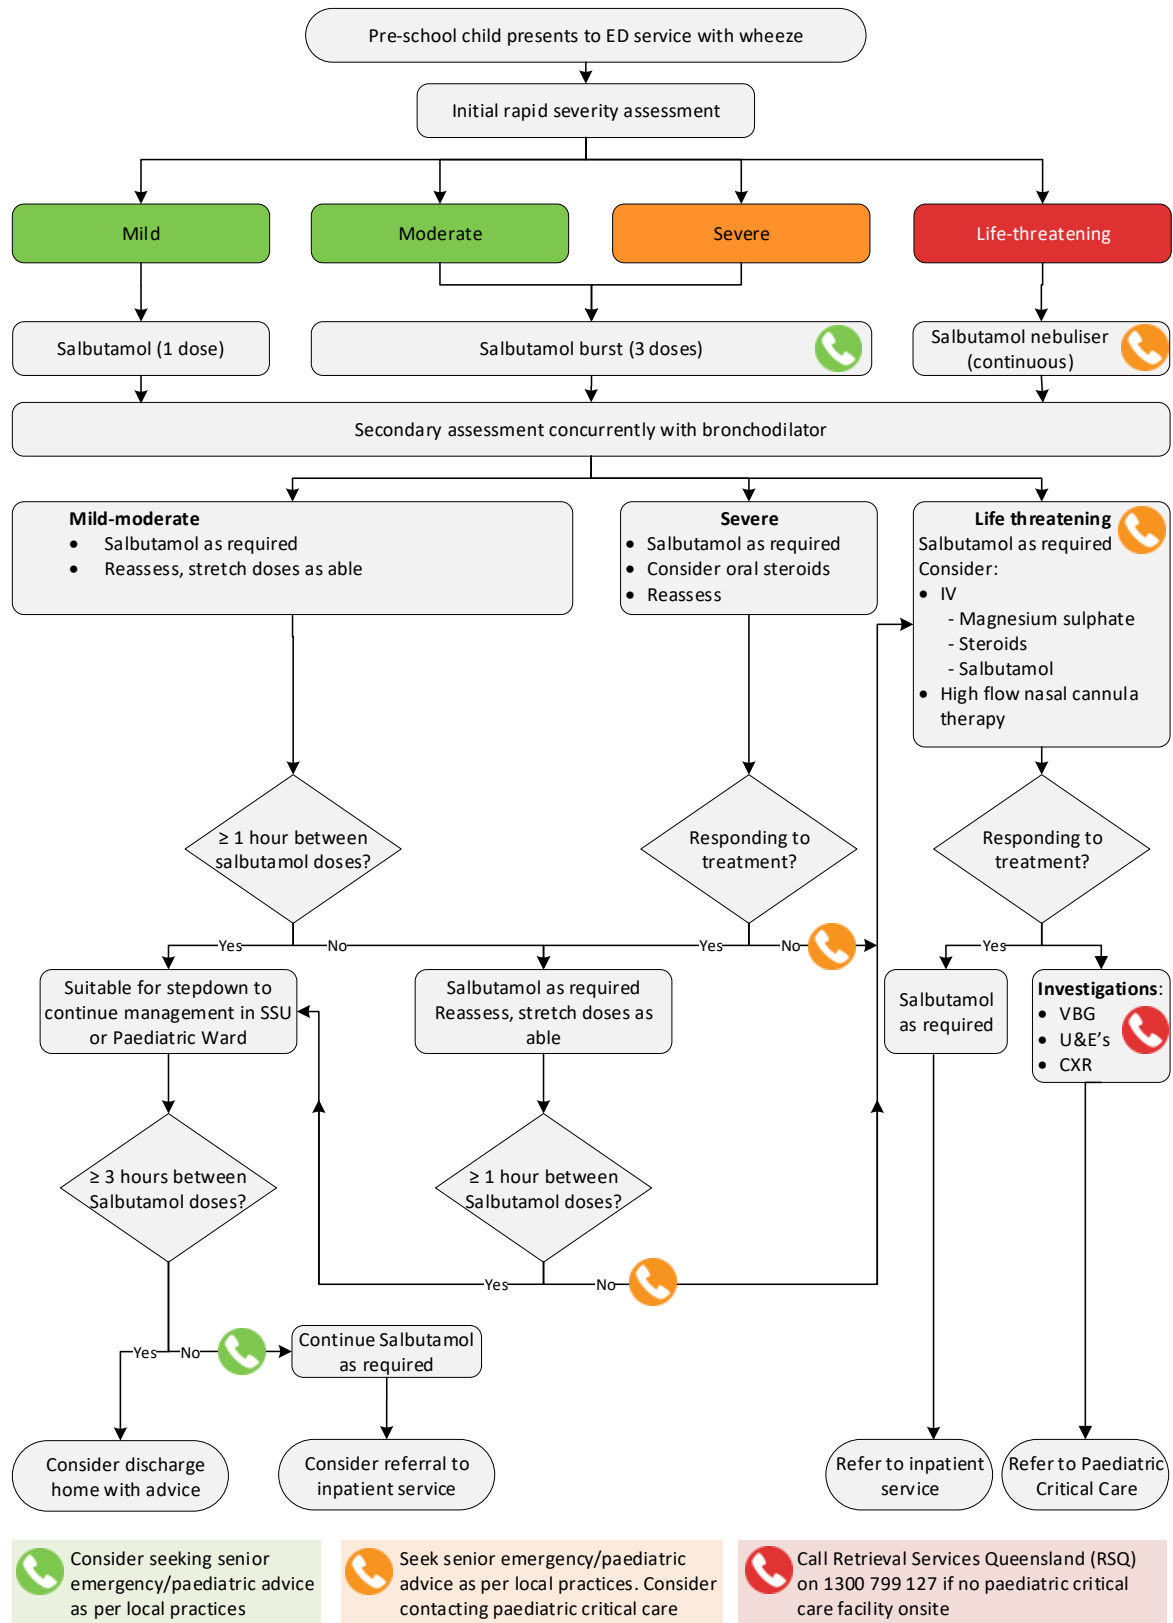 Pre-school child presents to ED service with wheeze
Initial rapid severity assessment
Mild
Moderate
Severe
Life-threatening
Salbutamol (1 dose)
Salbutamol burst (3 doses)
Salbutamol nebuliser
(continuous)
Secondary assessment concurrently with bronchodilator
Mild-moderate
• Salbutamol as required
• Reassess, stretch doses as able
Severe
• Salbutamol as required
• Consider oral steroids
• Reassess
Life threatening
Salbutamol as required
Consider:
• IV
- Magnesium sulphate
- Steroids
- Salbutamol
• High flow nasal cannula
therapy
≥ 1 hour between
salbutamol doses?
Responding to
treatment?
Responding to
treatment?
Yes
No
Yes
No
Yes
Suitable for stepdown to
continue management in SSU
or Paediatric Ward
Salbutamol as required
Reassess, stretch doses as
able
Salbutamol
as required
Investigations:
• VBG
• U&E's
• CXR
≥ 3 hours between
Salbutamol doses?
≥ 1 hour between
Salbutamol doses?
Yes
No
Yes
No
Continue Salbutamol
as required
Consider discharge
home with advice
Consider referral to
inpatient service
Refer to inpatient
service
Refer to Paediatric
Critical Care
Consider seeking senior
emergency/paediatric advice
as per local practices
Seek senior emergency/paediatric
advice as per local practices. Consider
contacting paediatric critical care
Call Retrieval Services Queensland (RSQ)
on 1300 799 127 if no paediatric critical
care facility onsite